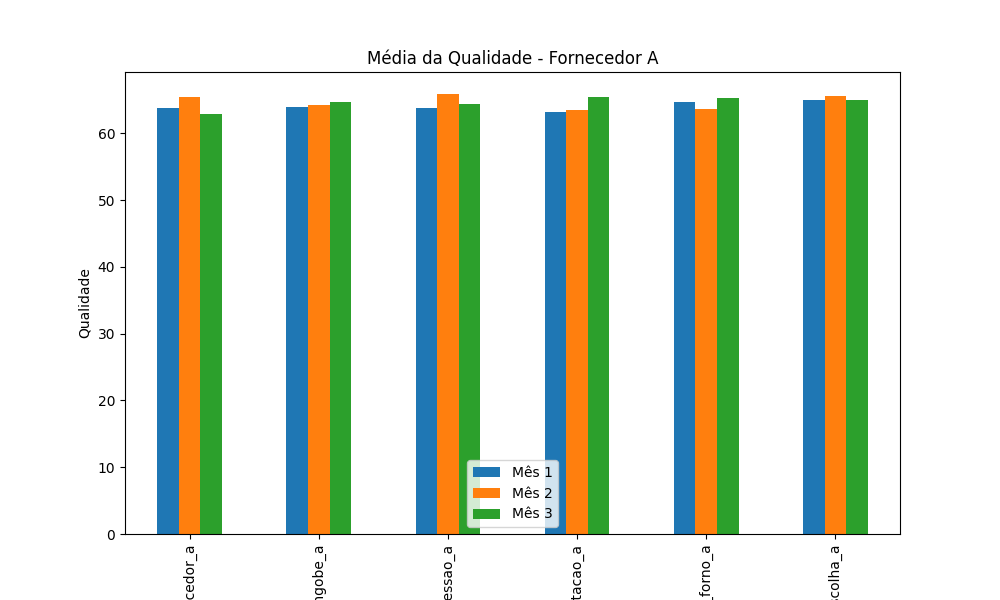 Média da Qualidade - Fornecedor A
Qualidade
60
50
40
30
20
10
0
Mês 1
Mês 2
Mês 3
cedor_a
ngobe_a
essao_a
tacao_a
_forno_a
scolha_a